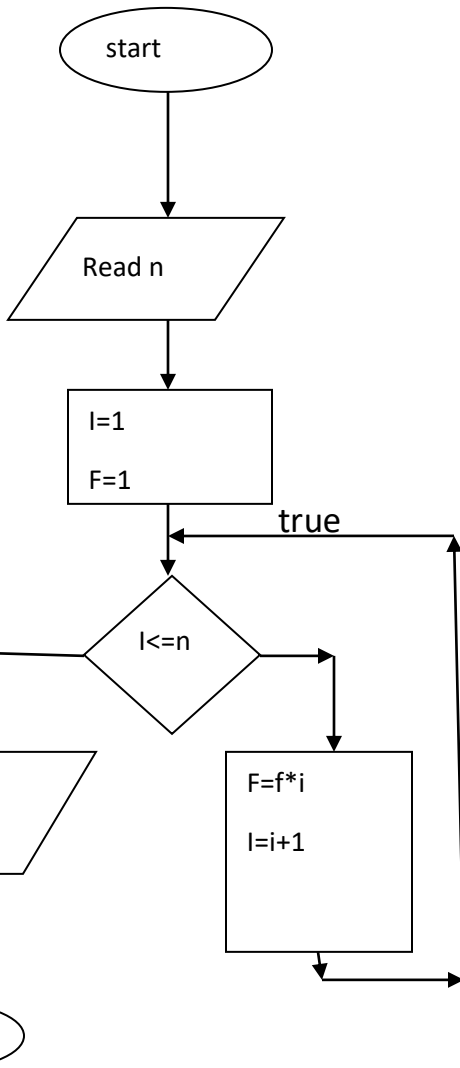 start
Read n
I=1
F=1
true
I<=n
F=f*i
I=i+1